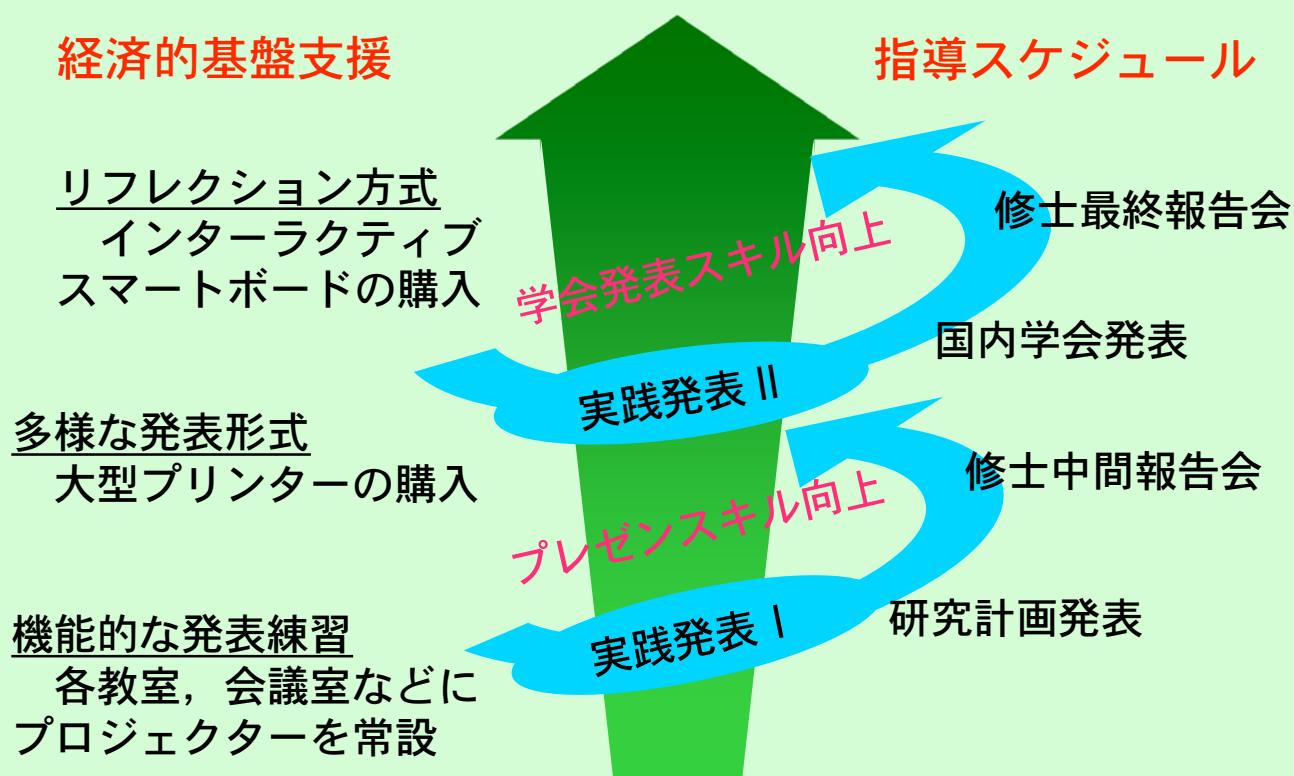 経済的基盤支援
指導スケジュール
リフレクション方式
インターラクティブ
スマートボードの購入
修士最終報告会
学会発表スキル向上
国内学会発表
実践発表Ⅱ
多様な発表形式
大型プリンターの購入
修士中間報告会
プレゼンスキル向上
研究計画発表
実践発表Ⅰ
機能的な発表練習
各教室，会議室などに
プロジェクターを常設